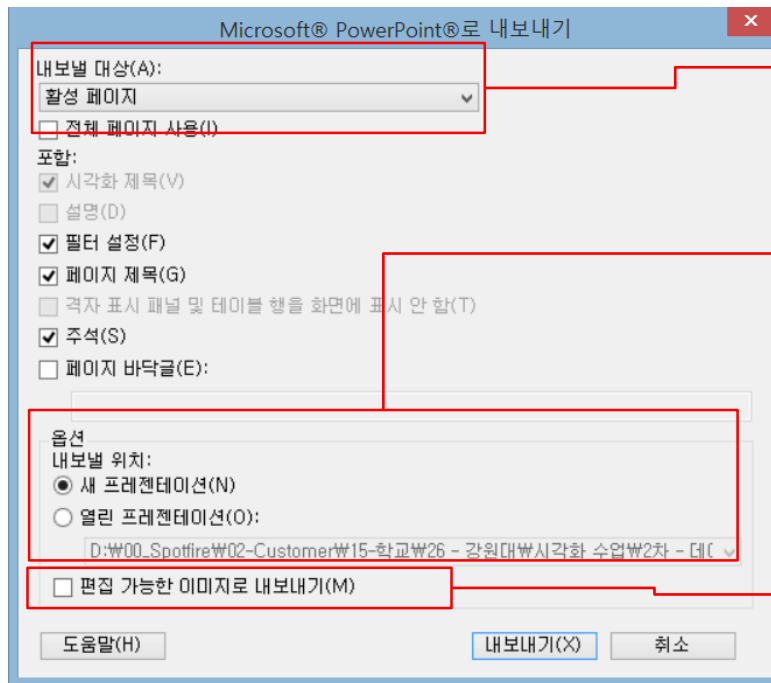 Microsoft® PowerPoint®로 내보내기
내보낼 대상(A):
활성 페이지
전체 페이지 사용(I)
포함:
시각화 제목(V)
설명(D)
필터 설정(F)
페이지 제목(G)
격자 표시 패널 및 테이블 행을 화면에 표시 안 함(T)
주석(S)
페이지 바닥글(E):
옵션
내보낼 위치:
새 프레젠테이션(N)
열린 프레젠테이션(O):
D:₩00_Spotfire₩02-Customer₩15-학교₩26 - 강원대₩시각화 수업₩2차 - 데
편집 가능한 이미지로 내보내기(M)
도움말(H) 내보내기(X) 취소